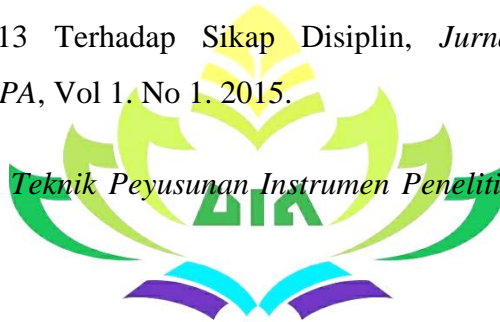 13 Terhadap Sikap Disiplin, Jurna
PA, Vol 1. No 1. 2015.
Teknik Peyusunan Instrumen Peneliti